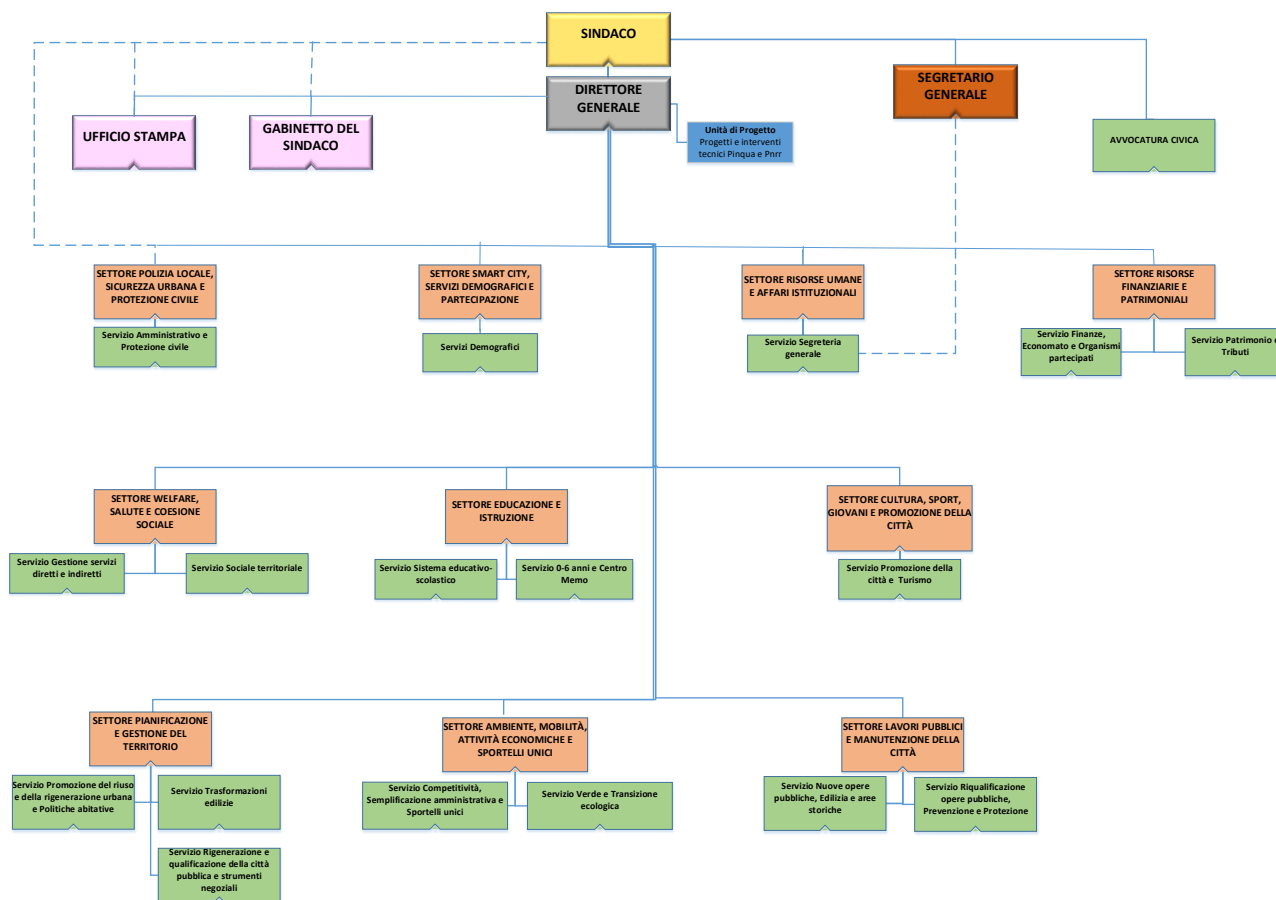 SINDACO
DIRETTORE
GENERALE
SEGRETARIO
GENERALE
UFFICIO STAMPA
GABINETTO DEL
SINDACO
Unità di Progetto
Progetti e interventi
tecnici Pinqua e Pnrr
AVVOCATURA CIVICA
SETTORE POLIZIA LOCALE,
SICUREZZA URBANA E
PROTEZIONE CIVILE
SETTORE SMART CITY,
SERVIZI DEMOGRAFICI E
PARTECIPAZIONE
SETTORE RISORSE UMANE
E AFFARI ISTITUZIONALI
SETTORE RISORSE
FINANZIARIE E
PATRIMONIALI
Servizio Amministrativo e
Protezione civile
Servizi Demografici
Servizio Segreteria
generale
Servizio Finanze,
Economato e Organismi
partecipati
Servizio Patrimonio e
Tributi
SETTORE WELFARE,
SALUTE E COESIONE
SOCIALE
SETTORE EDUCAZIONE E
ISTRUZIONE
SETTORE CULTURA, SPORT,
GIOVANI E PROMOZIONE DELLA
CITTÀ
Servizio Gestione servizi
diretti e indiretti
Servizio Sociale territoriale
Servizio Sistema educativo-
scolastico
Servizio 0-6 anni e Centro
Memo
Servizio Promozione della
città e Turismo
SETTORE PIANIFICAZIONE
E GESTIONE DEL
TERRITORIO
SETTORE AMBIENTE, MOBILITÀ,
ATTIVITÀ ECONOMICHE E
SPORTELLI UNICI
SETTORE LAVORI PUBBLICI
E MANUTENZIONE DELLA
CITTÀ
Servizio Promozione del riuso
e della rigenerazione urbana
e Politiche abitative
Servizio Trasformazioni
edilizie
Servizio Competitività,
Semplificazione amministrativa e
Sportelli unici
Servizio Verde e Transizione
ecologica
Servizio Nuove opere
pubbliche, Edilizia e aree
storiche
Servizio Riqualificazione
opere pubbliche,
Prevenzione e Protezione
Servizio Rigenerazione e
qualificazione della città
pubblica e strumenti
negoziali